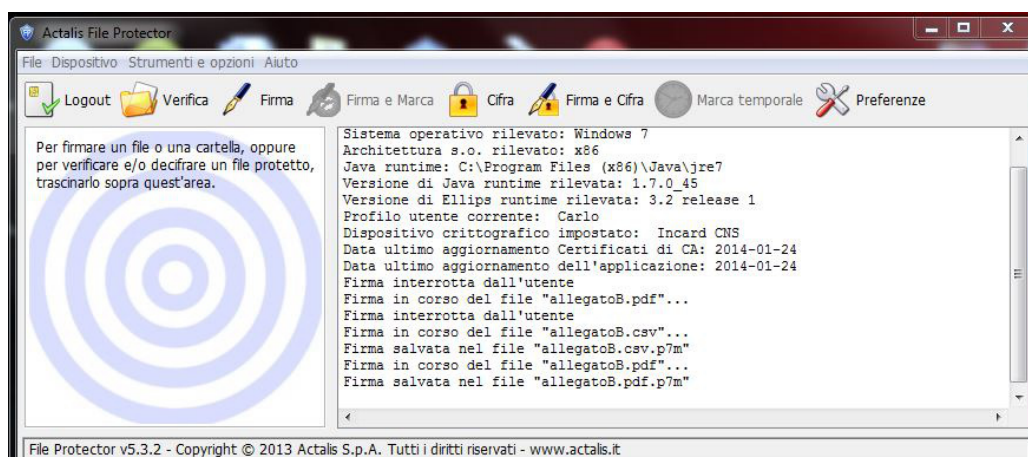 Actalis File Protector
File Dispositivo Strumenti e opzioni Aiuto
Logout Verifica Firma Firma e Marca Cifra Firma e Cifra Marca temporale Preferenze
Per firmare un file o una cartella, oppure
per verificare e/o decifrare un file protetto,
trascinarlo sopra quest'area.
Sistema operativo rilevato: Windows 7
Architettura s.o. rilevato: x86
Java runtime: C:\Program Files (x86)\Java\jre7
Versione di Java runtime rilevata: 1.7.0_45
Versione di Ellips runtime rilevata: 3.2 release 1
Profilo utente corrente:  Carlo
Dispositivo crittografico impostato:  Incard CNS
Data ultimo aggiornamento Certificati di CA: 2014-01-24
Data ultimo aggiornamento dell'applicazione: 2014-01-24
Firma interrotta dall'utente
Firma in corso del file "allegatoB.pdf"...
Firma interrotta dall'utente
Firma in corso del file "allegatoB.csv"...
Firma salvata nel file "allegatoB.csv.p7m"
Firma in corso del file "allegatoB.pdf"...
Firma salvata nel file "allegatoB.pdf.p7m"
File Protector v5.3.2 - Copyright © 2013 Actalis S.p.A. Tutti i diritti riservati - www.actalis.it